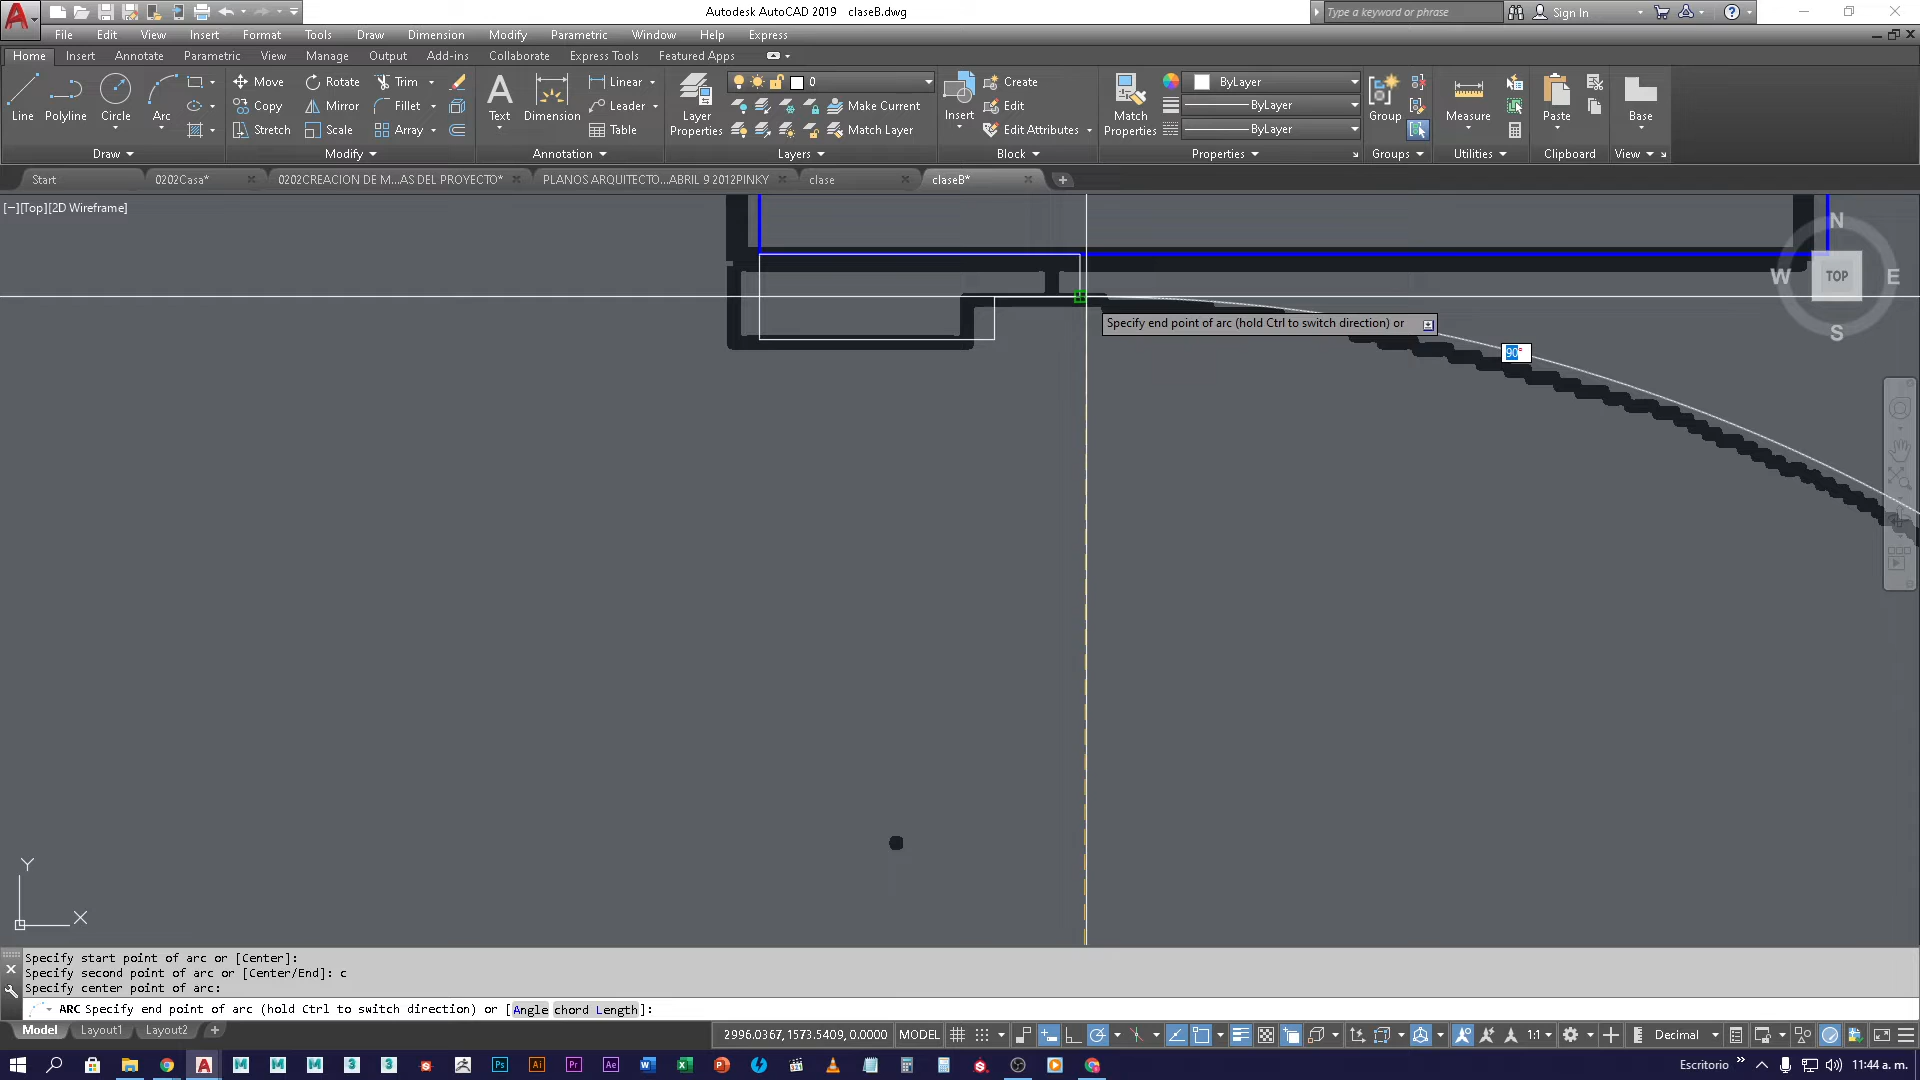 A Autodesk AutoCAD 2019 claseB.dwg Type a keyword or phrase Sign In
File Edit View Insert Format Tools Draw Dimension Modify Parametric Window Help Express
Home Insert Annotate Parametric View Manage Output Add-ins Collaborate Express Tools Featured Apps
Line Polyline Circle Arc
Move Rotate Trim
Copy Mirror Fillet
Stretch Scale Array
Text Dimension
Linear
Leader
Table
Layer Properties
0
Make Current
Match Layer
Insert
Create
Edit
Edit Attributes
Match Properties
ByLayer
ByLayer
ByLayer
Group
Measure
Paste
Base
Draw Modify Annotation Layers Block Properties Groups Utilities Clipboard View
Start 0202Casa* 0202CREACION DE M...AS DEL PROYECTO* PLANOS ARQUITECTO...ABRIL 9 2012PINKY clase claseB*
[−][Top][2D Wireframe]
N
W TOP E
S
Specify end point of arc (hold Ctrl to switch direction) or
90°
Y
X
Specify start point of arc or [Center]:
Specify second point of arc or [Center/End]: c
Specify center point of arc:
ARC Specify end point of arc (hold Ctrl to switch direction) or [Angle chord Length]:
Model Layout1 Layout2 + 2996.0367, 1573.5409, 0.0000 MODEL 1:1 Decimal
Escritorio 11:44 a. m.